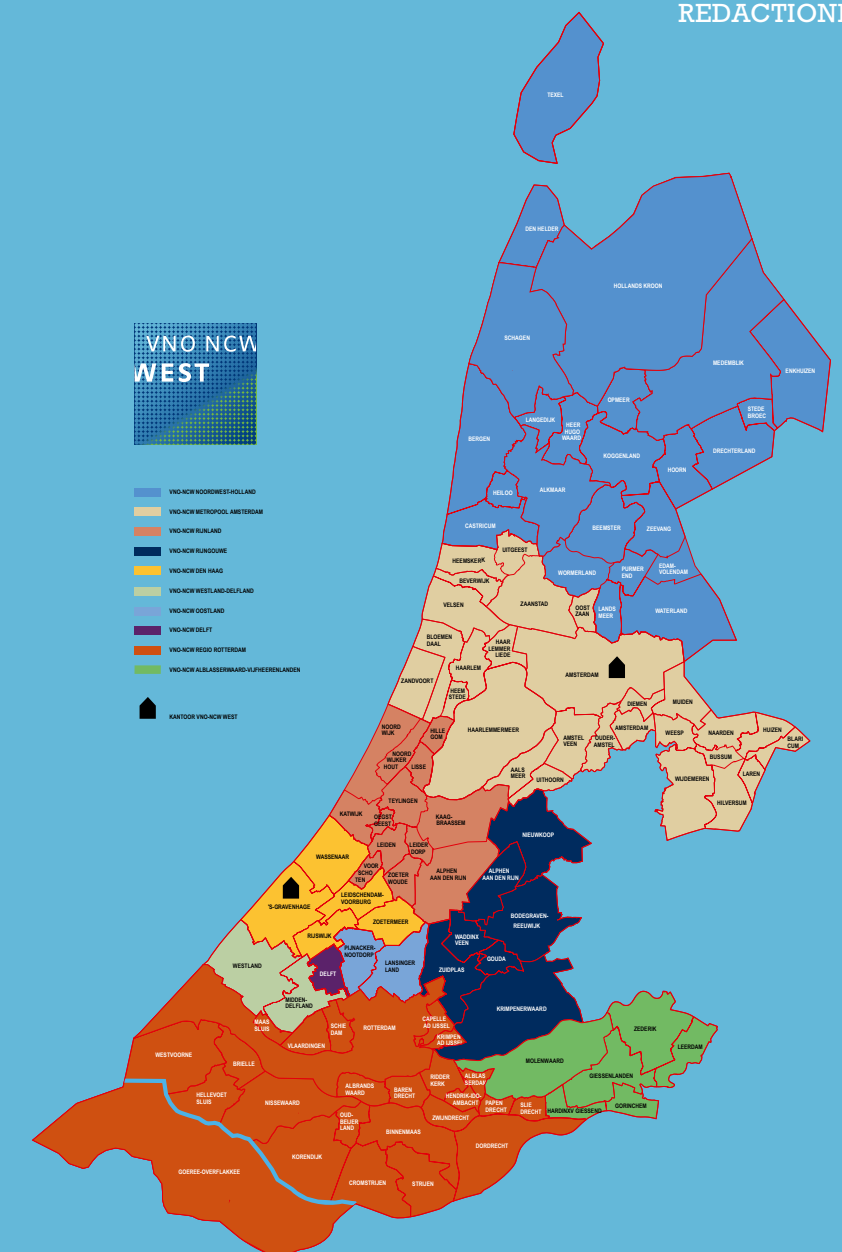 REDACTION
TEXEL
DEN HELDER
HOLLANDS KROON
SCHAGEN
MEDEMBLIK
ENKHUIZEN
OPMEER
STEDE
BROEC
LANGEDIJK
HEER
HUGO
WAARD
BERGEN
KOGGENLAND
DRECHTERLAND
HOORN
HEILOO
ALKMAAR
CASTRICUM
BEEMSTER
ZEEVANG
UITGEEST
HEEMSKERK
WORMERLAND
PURMER
END
EDAM-
VOLENDAM
BEVERWIJK
VELSEN
ZAANSTAD
OOST
ZAAN
LANDS
MEER
WATERLAND
BLOEMEN
DAAL
HAAR
LEMMER
LIEDE
HAARLEM
AMSTERDAM
ZANDVOORT
HEEM
STEDE
DIEMEN
MUIDEN
HAARLEMMERMEER
AMSTEL
VEEN
OUDER-
AMSTEL
AMSTERDAM
WEESP
NAARDEN
HUIZEN
BLARI
CUM
BUSSUM
LAREN
WIJDEMEREN
HILVERSUM
AALS
MEER
UITHOORN
NOORD
WIJK
HILLE
GOM
NOORD
WIJKER
HOUT
LISSE
TEYLINGEN
KATWIJK
OEGST
GEEST
KAAG-
BRAASSEM
LEIDEN
LEIDER
DORP
VOOR
SCHO
TEN
ZOETER
WOUDE
ALPHEN
AAN DEN RIJN
NIEUWKOOP
ALPHEN
AAN DEN RIJN
BODEGRAVEN-
REEUWIJK
WADDINX
VEEN
GOUDA
ZUIDPLAS
KRIMPENERWAARD
WASSENAAR
'S-GRAVENHAGE
LEIDSCHENDAM-
VOORBURG
ZOETERMEER
RIJSWIJK
PIJNACKER-
NOOTDORP
LANSINGER
LAND
DELFT
WESTLAND
MIDDEN-
DELFLAND
MAAS
SLUIS
VLAARDINGEN
SCHIE
DAM
ROTTERDAM
CAPELLE
AD IJSSEL
KRIMPEN
AD IJSSEL
ZEDERIK
LEERDAM
MOLENWAARD
GIESSENLANDEN
HARDINXV GIESSEND
GORINCHEM
WESTVOORNE
BRIELLE
HELLEVOET
SLUIS
NISSEWAARD
ALBRANDS
WAARD
BAREN
DRECHT
RIDDER
KERK
ALBLAS
SERDAM
HENDRIK-IDO-
AMBACHT
PAPEN
DRECHT
SLIE
DRECHT
ZWIJNDRECHT
OUD-
BEIJER
LAND
BINNENMAAS
DORDRECHT
KORENDIJK
GOEREE-OVERFLAKKEE
CROMSTRIJEN
STRIJEN
VNO NCW
WEST
VNO-NCW NOORDWEST-HOLLAND
VNO-NCW METROPOOL AMSTERDAM
VNO-NCW RIJNLAND
VNO-NCW RIJNGOUWE
VNO-NCW DEN HAAG
VNO-NCW WESTLAND-DELFLAND
VNO-NCW OOSTLAND
VNO-NCW DELFT
VNO-NCW REGIO ROTTERDAM
VNO-NCW ALBLASSERWAARD-VIJFHEERENLANDEN
KANTOOR VNO-NCW WEST